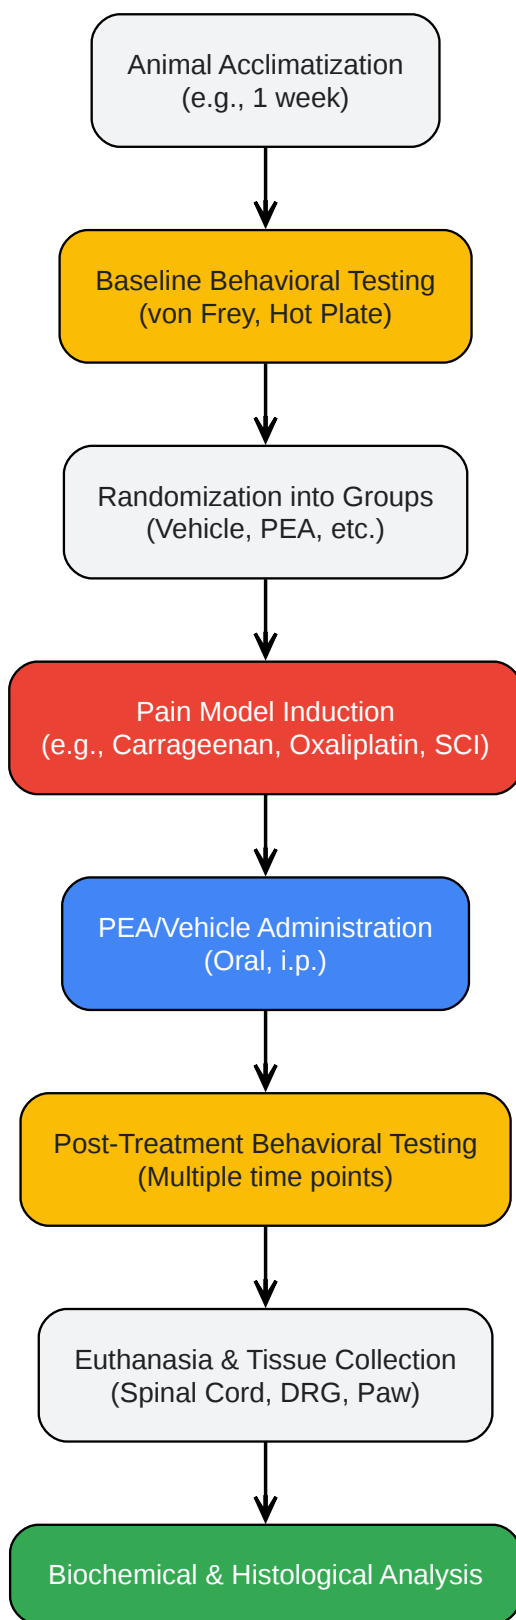 Animal Acclimatization
(e.g., 1 week)
Baseline Behavioral Testing
(von Frey, Hot Plate)
Randomization into Groups
(Vehicle, PEA, etc.)
Pain Model Induction
(e.g., Carrageenan, Oxaliplatin, SCI)
PEA/Vehicle Administration
(Oral, i.p.)
Post-Treatment Behavioral Testing
(Multiple time points)
Euthanasia & Tissue Collection
(Spinal Cord, DRG, Paw)
Biochemical & Histological Analysis